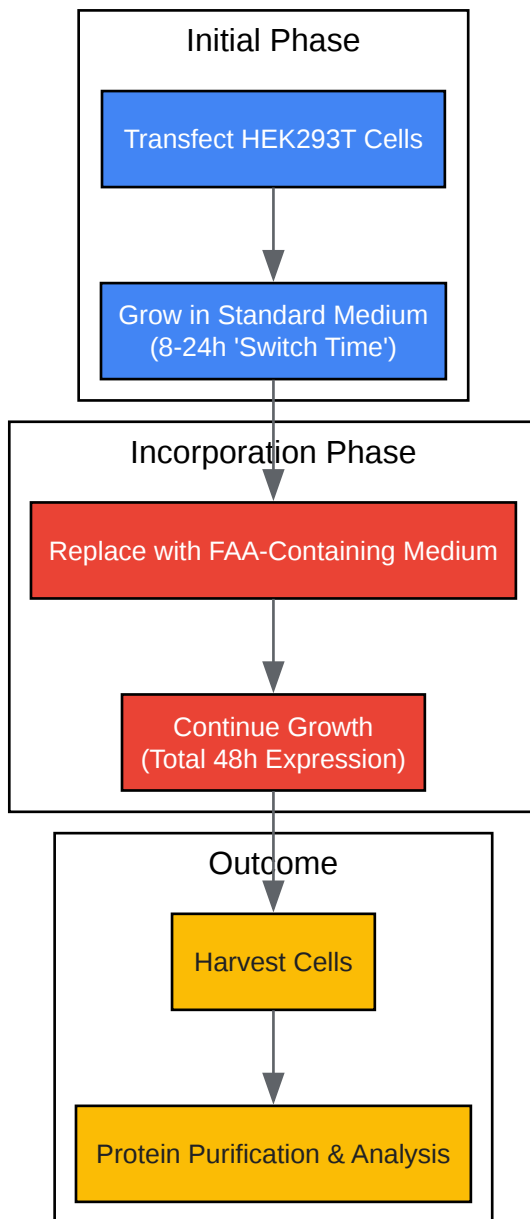 Initial Phase
Transfect HEK293T Cells
Grow in Standard Medium
(8-24h 'Switch Time')
Incorporation Phase
Replace with FAA-Containing Medium
Continue Growth
(Total 48h Expression)
Outcome
Harvest Cells
Protein Purification & Analysis